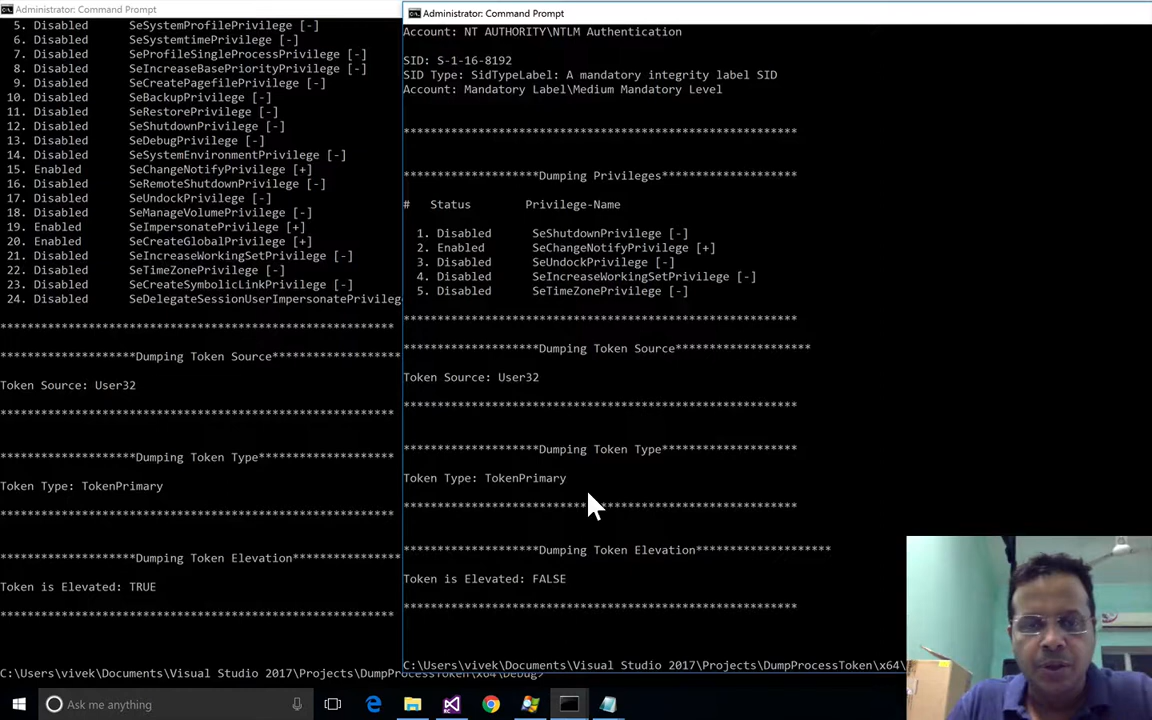 Administrator: Command Prompt
5. Disabled SeSystemProfilePrivilege [-]
6. Disabled SeSystemtimePrivilege [-]
7. Disabled SeProfileSingleProcessPrivilege [-]
8. Disabled SeIncreaseBasePriorityPrivilege [-]
9. Disabled SeCreatePagefilePrivilege [-]
10. Disabled SeBackupPrivilege [-]
11. Disabled SeRestorePrivilege [-]
12. Disabled SeShutdownPrivilege [-]
13. Disabled SeDebugPrivilege [-]
14. Disabled SeSystemEnvironmentPrivilege [-]
15. Enabled SeChangeNotifyPrivilege [+]
16. Disabled SeRemoteShutdownPrivilege [-]
17. Disabled SeUndockPrivilege [-]
18. Disabled SeManageVolumePrivilege [-]
19. Enabled SeImpersonatePrivilege [+]
20. Enabled SeCreateGlobalPrivilege [+]
21. Disabled SeIncreaseWorkingSetPrivilege [-]
22. Disabled SeTimeZonePrivilege [-]
23. Disabled SeCreateSymbolicLinkPrivilege [-]
24. Disabled SeDelegateSessionUserImpersonatePrivileg
**********************************************************
********************Dumping Token Source*******************
Token Source: User32
**********************************************************
********************Dumping Token Type********************
Token Type: TokenPrimary
**********************************************************
********************Dumping Token Elevation****************
Token is Elevated: TRUE
**********************************************************
C:\Users\vivek\Documents\Visual Studio 2017\Projects\DumpProcessToken\x64\Debug>
Administrator: Command Prompt
Account: NT AUTHORITY\NTLM Authentication
SID: S-1-16-8192
SID Type: SidTypeLabel: A mandatory integrity label SID
Account: Mandatory Label\Medium Mandatory Level
**********************************************************
********************Dumping Privileges********************
# Status Privilege-Name
1. Disabled SeShutdownPrivilege [-]
2. Enabled SeChangeNotifyPrivilege [+]
3. Disabled SeUndockPrivilege [-]
4. Disabled SeIncreaseWorkingSetPrivilege [-]
5. Disabled SeTimeZonePrivilege [-]
**********************************************************
********************Dumping Token Source********************
Token Source: User32
**********************************************************
********************Dumping Token Type********************
Token Type: TokenPrimary
**********************************************************
********************Dumping Token Elevation********************
Token is Elevated: FALSE
**********************************************************
C:\Users\vivek\Documents\Visual Studio 2017\Projects\DumpProcessToken\x64\
Ask me anything